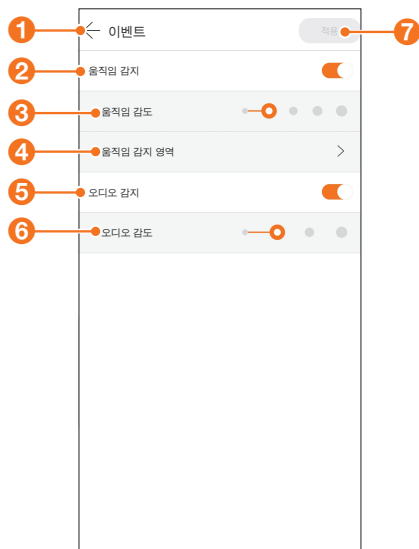 1 이벤트 적용 7
2 움직임 감지
3 움직임 감도
4 움직임 감지 영역
5 오디오 감지
6 오디오 감도